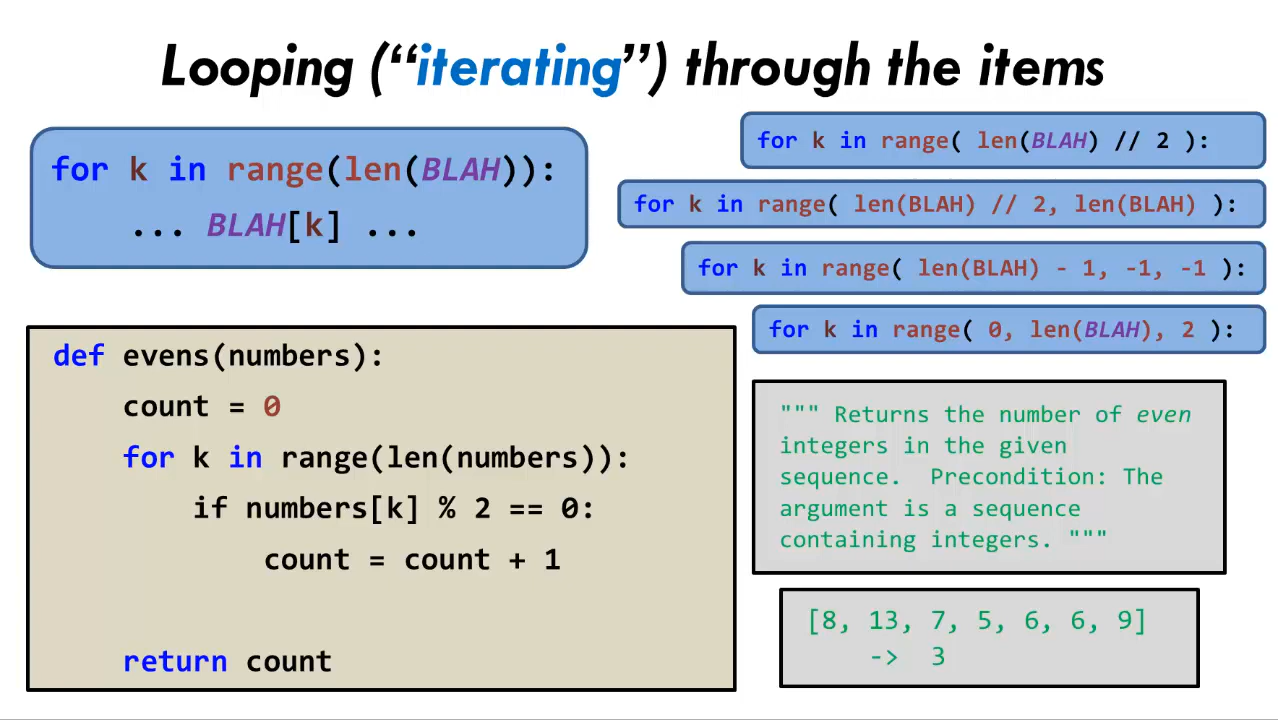 Looping (“iterating”) through the items
for k in range(len(BLAH)):
... BLAH[k] ...
for k in range( len(BLAH) // 2 ):
for k in range( len(BLAH) // 2, len(BLAH) ):
for k in range( len(BLAH) - 1, -1, -1 ):
for k in range( 0, len(BLAH), 2 ):
def evens(numbers):
count = 0
for k in range(len(numbers)):
if numbers[k] % 2 == 0:
count = count + 1
return count
""" Returns the number of even
integers in the given
sequence.  Precondition: The
argument is a sequence
containing integers. """
[8, 13, 7, 5, 6, 6, 9]
-> 3